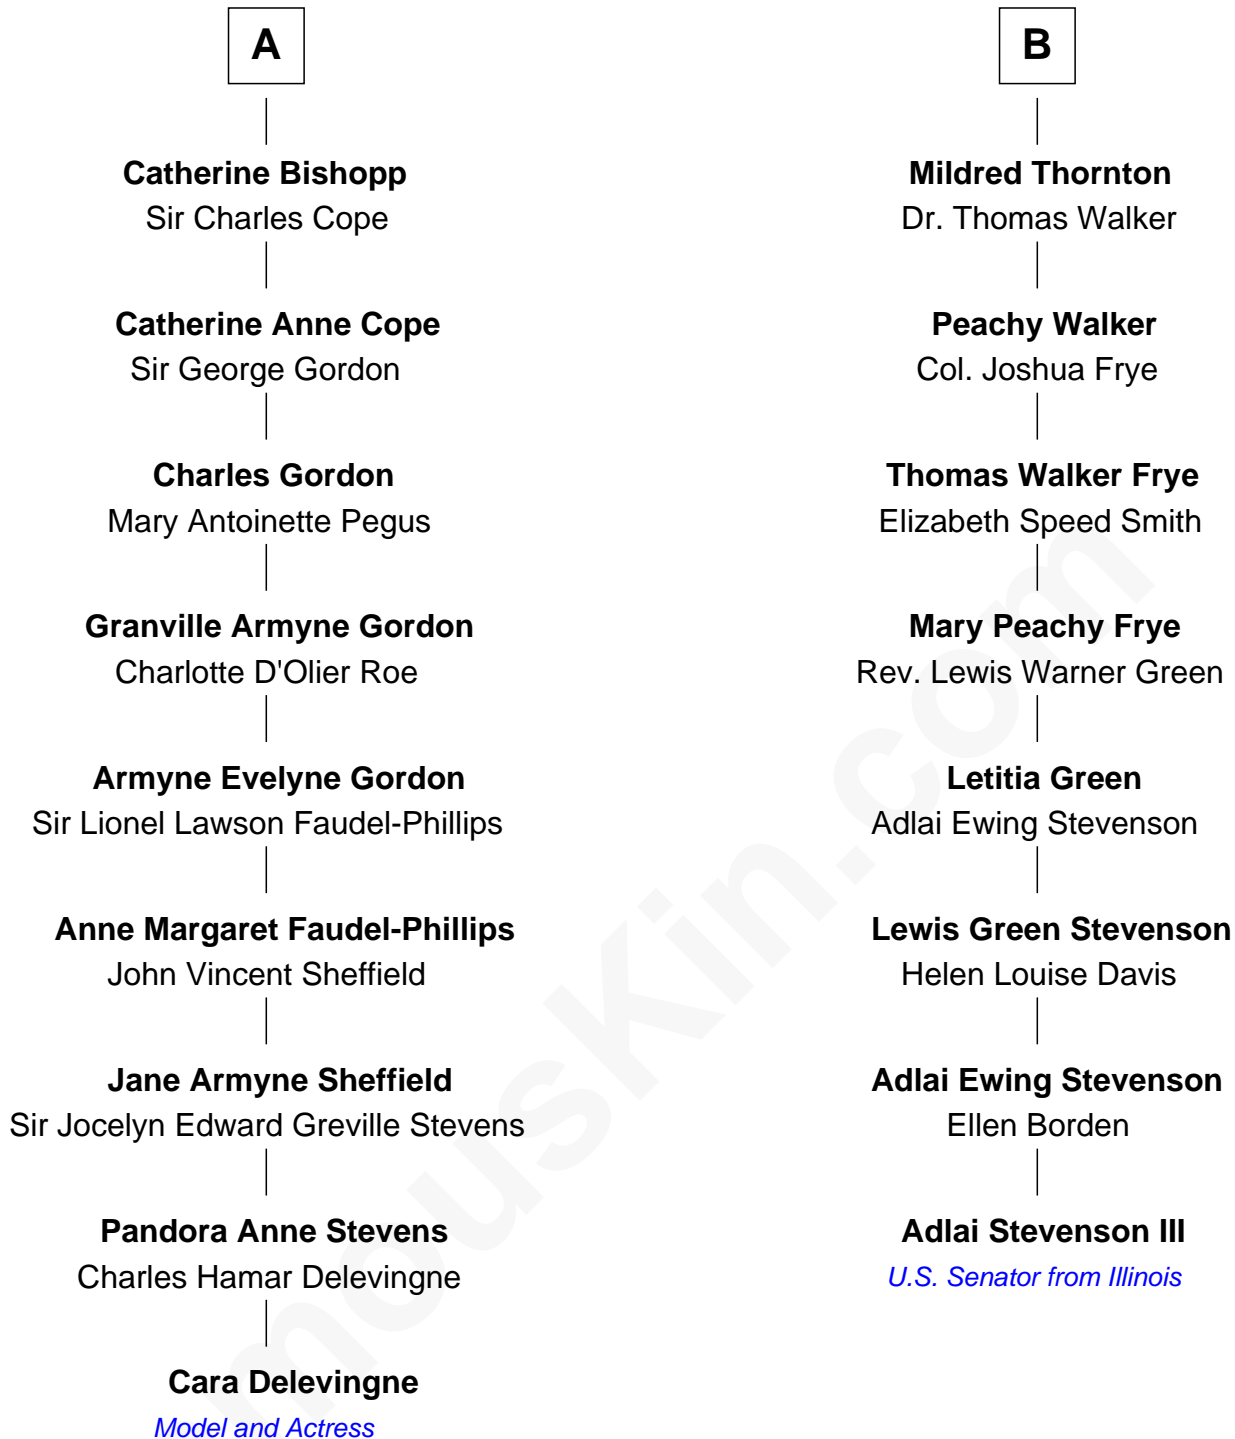 A
Catherine Bishopp
Sir Charles Cope
Catherine Anne Cope
Sir George Gordon
Charles Gordon
Mary Antoinette Pegus
Granville Armyne Gordon
Charlotte D'Olier Roe
Armyne Evelyne Gordon
Sir Lionel Lawson Faudel-Phillips
Anne Margaret Faudel-Phillips
John Vincent Sheffield
Jane Armyne Sheffield
Sir Jocelyn Edward Greville Stevens
Pandora Anne Stevens
Charles Hamar Delevingne
Cara Delevingne
Model and Actress
B
Mildred Thornton
Dr. Thomas Walker
Peachy Walker
Col. Joshua Frye
Thomas Walker Frye
Elizabeth Speed Smith
Mary Peachy Frye
Rev. Lewis Warner Green
Letitia Green
Adlai Ewing Stevenson
Lewis Green Stevenson
Helen Louise Davis
Adlai Ewing Stevenson
Ellen Borden
Adlai Stevenson III
U.S. Senator from Illinois
mousKin.com